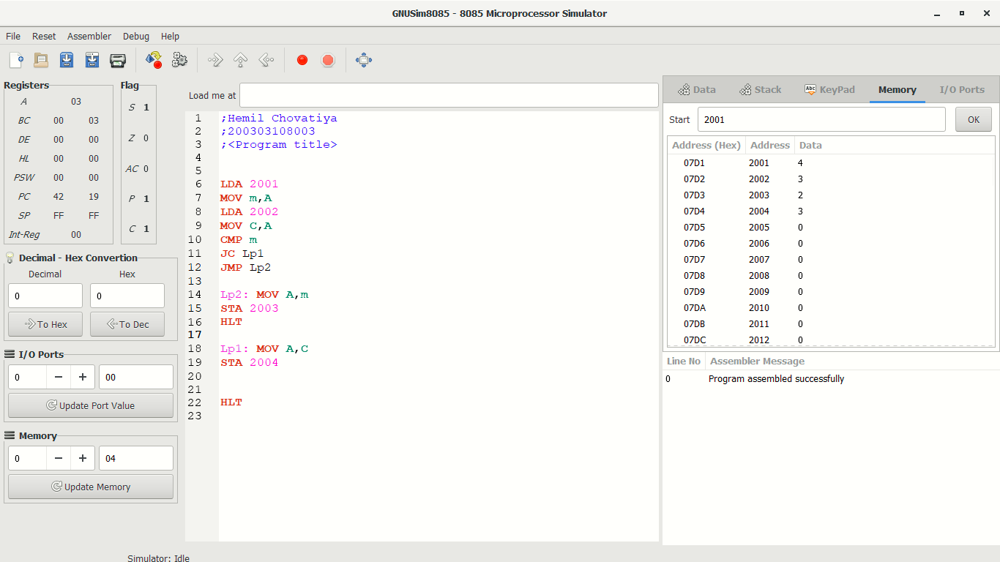 GNUSim8085 - 8085 Microprocessor Simulator
File Reset Assembler Debug Help
Registers
A 03
BC 00 03
DE 00 00
HL 00 00
PSW 00 00
PC 42 19
SP FF FF
Int-Reg 00
Flag
S 1
Z 0
AC 0
P 1
C 1
Decimal - Hex Convertion
Decimal Hex
0 0
To Hex To Dec
I/O Ports
0 − + 00
Update Port Value
Memory
0 − + 04
Update Memory
Load me at
1 ;Hemil Chovatiya
2 ;200303108003
3 ;<Program title>
4
5
6 LDA 2001
7 MOV m,A
8 LDA 2002
9 MOV C,A
10 CMP m
11 JC Lp1
12 JMP Lp2
13
14 Lp2: MOV A,m
15 STA 2003
16 HLT
17
18 Lp1: MOV A,C
19 STA 2004
20
21
22 HLT
23
Data Stack Abc KeyPad Memory I/O Ports
Start 2001 OK
Address (Hex) Address Data
07D1 2001 4
07D2 2002 3
07D3 2003 2
07D4 2004 3
07D5 2005 0
07D6 2006 0
07D7 2007 0
07D8 2008 0
07D9 2009 0
07DA 2010 0
07DB 2011 0
07DC 2012 0
Line No Assembler Message
0 Program assembled successfully
Simulator: Idle